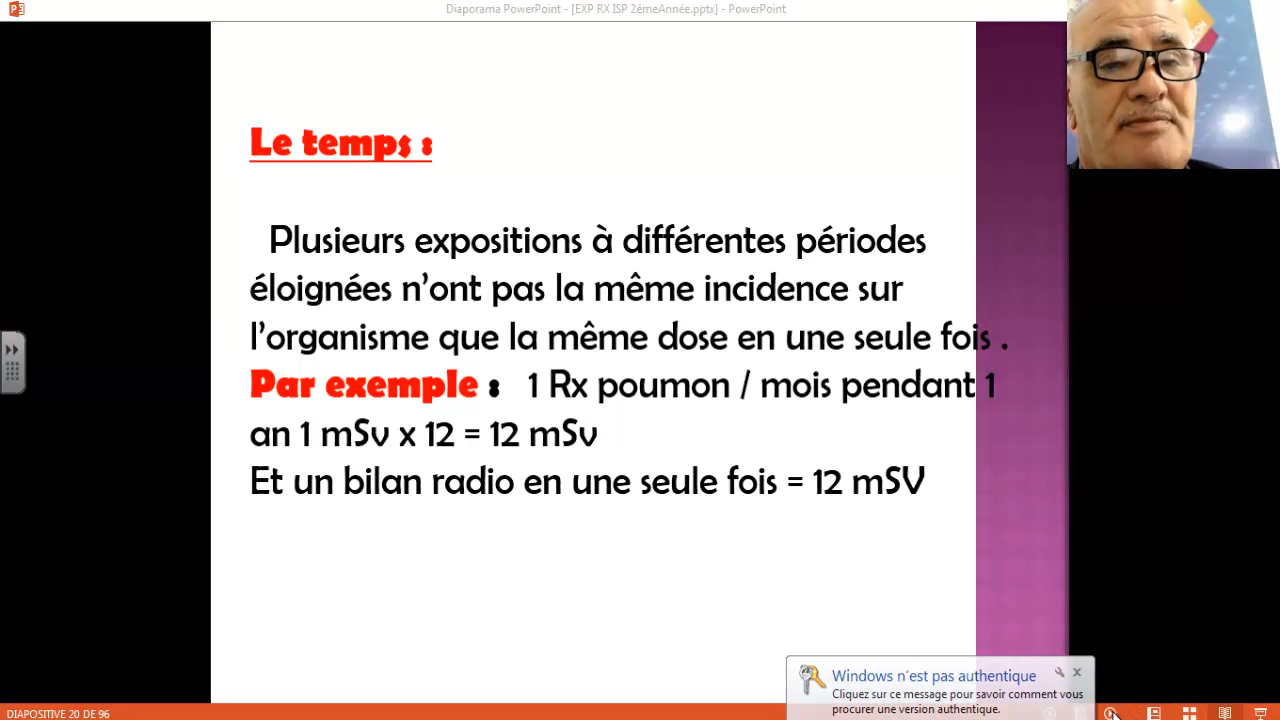 Diaporama PowerPoint - [EXP RX ISP 2émeAnnée.pptx] - PowerPoint
Le temps :
Plusieurs expositions à différentes périodes
éloignées n’ont pas la même incidence sur
l’organisme que la même dose en une seule fois .
Par exemple : 1 Rx poumon / mois pendant 1
an 1 mSv x 12 = 12 mSv
Et un bilan radio en une seule fois = 12 mSV
Windows n’est pas authentique
Cliquez sur ce message pour savoir comment vous
procurer une version authentique.
DIAPOSITIVE 20 DE 96